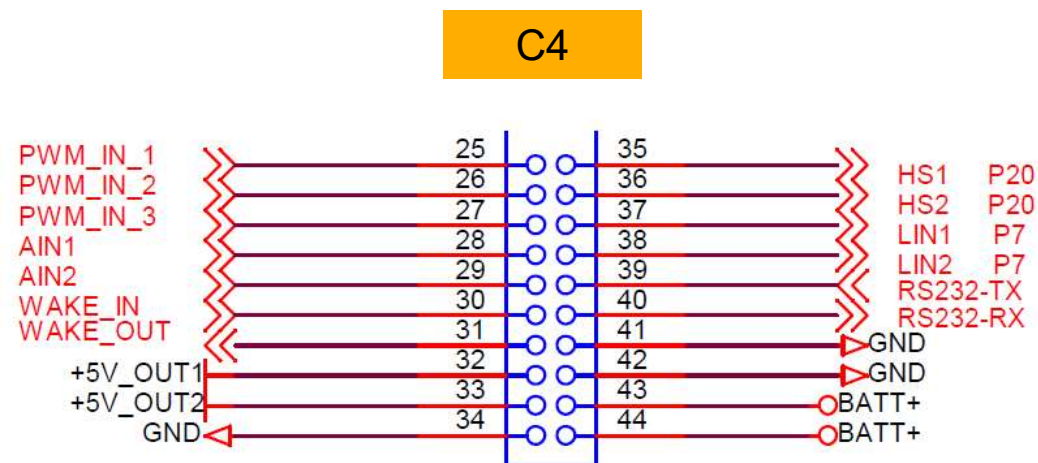 C4
PWM_IN_1 25 35
PWM_IN_2 26 36 HS1 P20
PWM_IN_3 27 37 HS2 P20
AIN1 28 38 LIN1 P7
AIN2 29 39 LIN2 P7
WAKE_IN 30 40 RS232-TX
WAKE_OUT 31 41 RS232-RX
+5V_OUT1 32 42 GND
+5V_OUT2 33 43 GND
GND 34 44 BATT+
BATT+